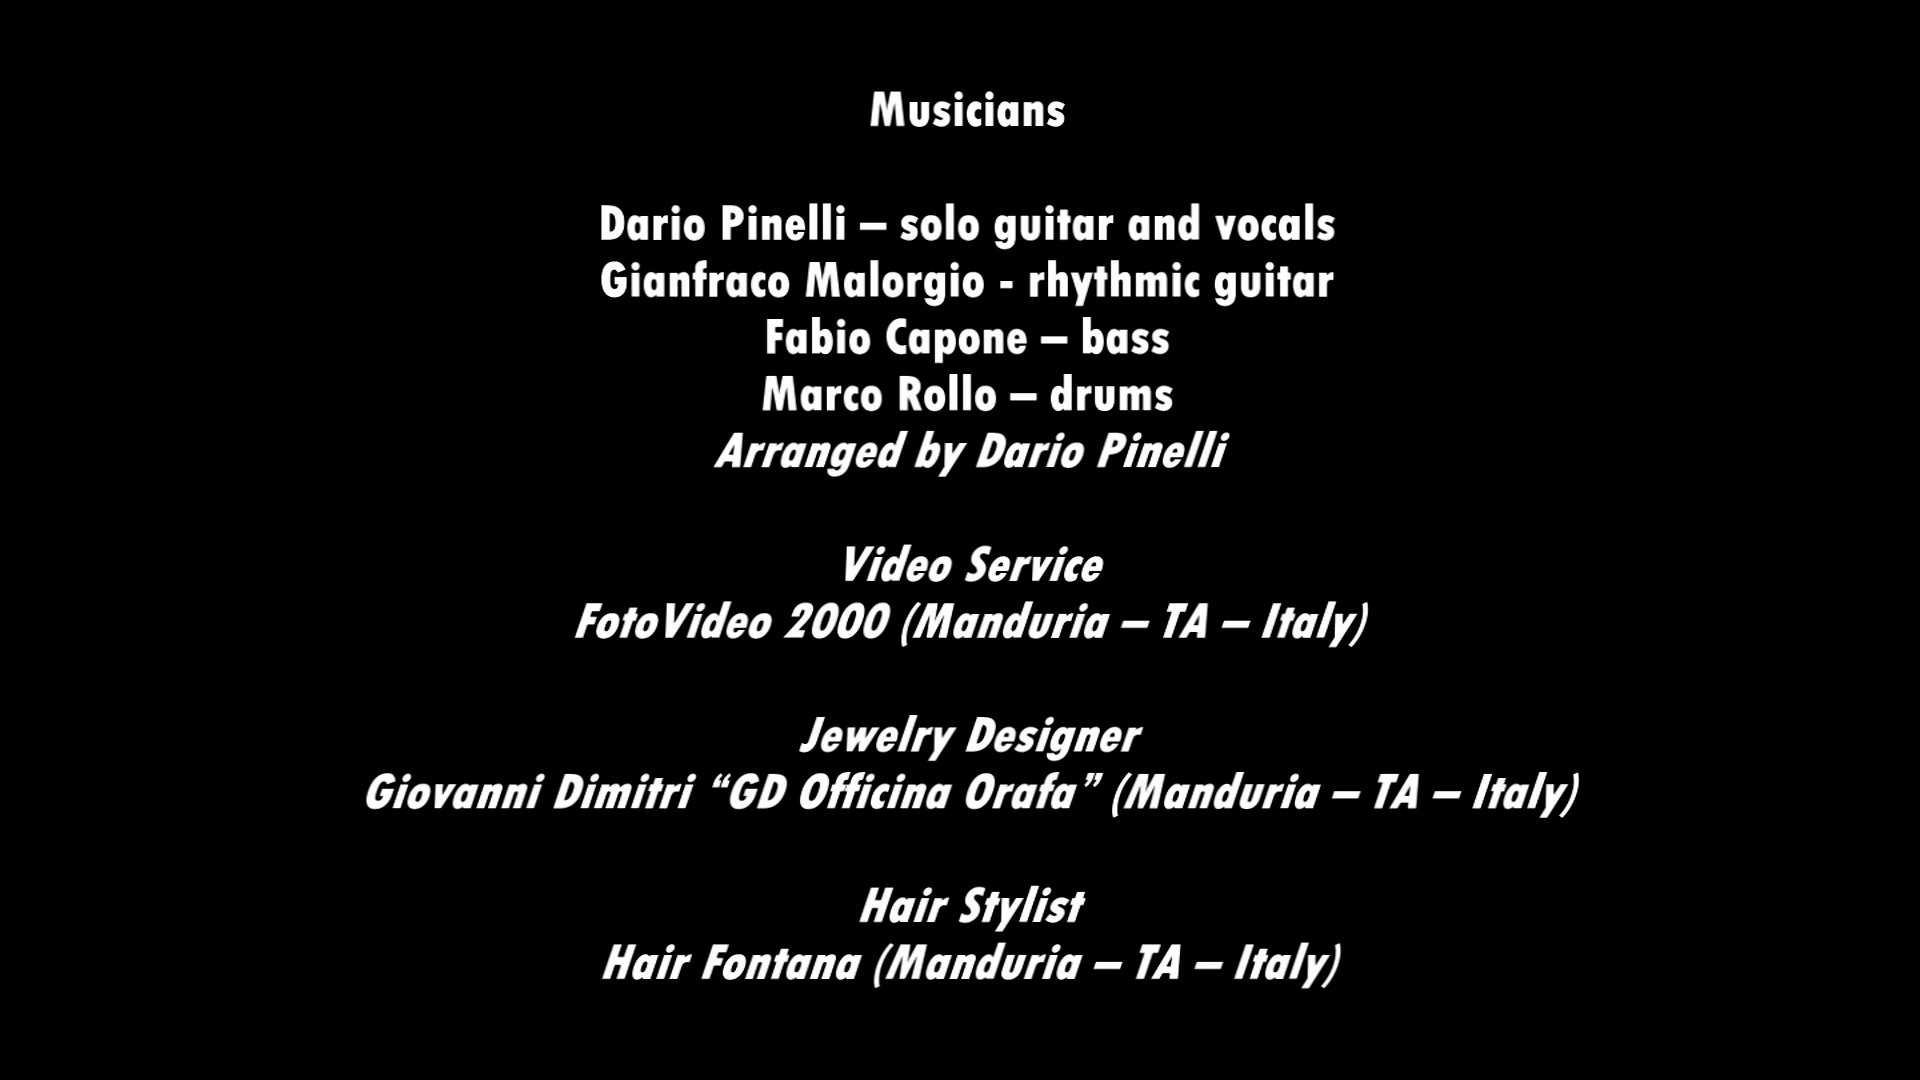 Musicians
Dario Pinelli – solo guitar and vocals
Gianfraco Malorgio - rhythmic guitar
Fabio Capone – bass
Marco Rollo – drums
Arranged by Dario Pinelli
Video Service
FotoVideo 2000 (Manduria – TA – Italy)
Jewelry Designer
Giovanni Dimitri “GD Officina Orafa” (Manduria – TA – Italy)
Hair Stylist
Hair Fontana (Manduria – TA – Italy)